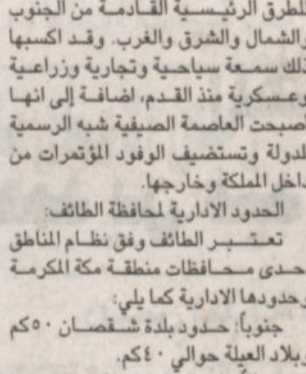 للطرق الرئيسية القادمة من الجنوب
والشمال والشرق والغرب. وقد اكسبها
ذلك سمعة سياحية وتجارية وزراعية
وعسكرية منذ القدم، اضافة إلى انها
أصبحت العاصمة الصيفية شبه الرسمية
للدولة وتستضيف الوفود المؤتمرات من
داخل المملكة وخارجها.
الحدود الادارية لمحافظة الطائف:
تعتبر الطائف وفق نظام المناطق
احدى محافظات منطقة مكة المكرمة
وحدودها الادارية كما يلي:
جنوباً: حدود بلدة شقصان ٥٠كم
وبلاد العيلة حوالي ٤٠كم.